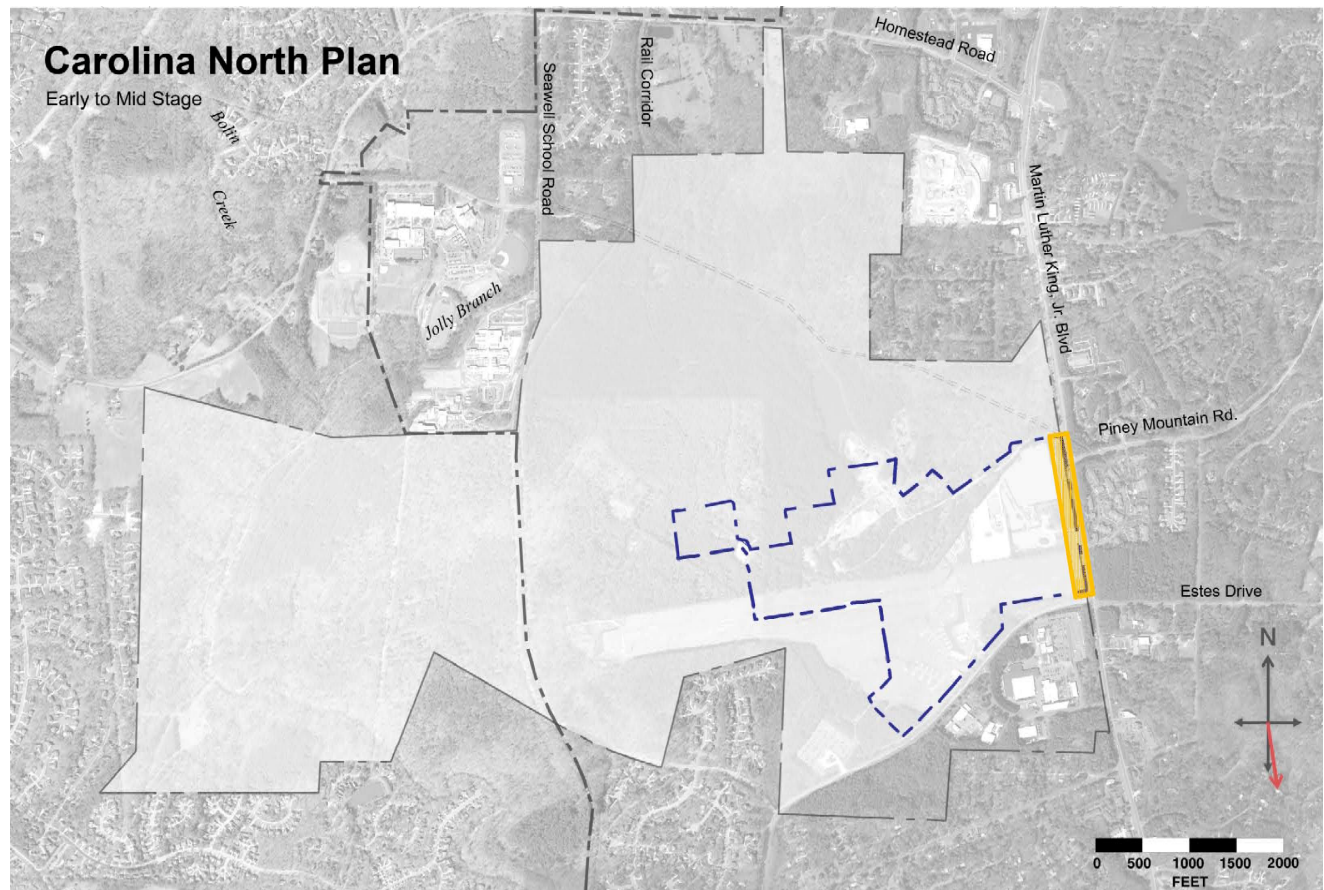 Carolina North Plan
Early to Mid Stage
Homestead Road
Rail Corridor
Seawell School Road
Bolin
Creek
Martin Luther King, Jr. Blvd
Jolly Branch
Piney Mountain Rd.
Estes Drive
N
0 500 1000 1500 2000
FEET